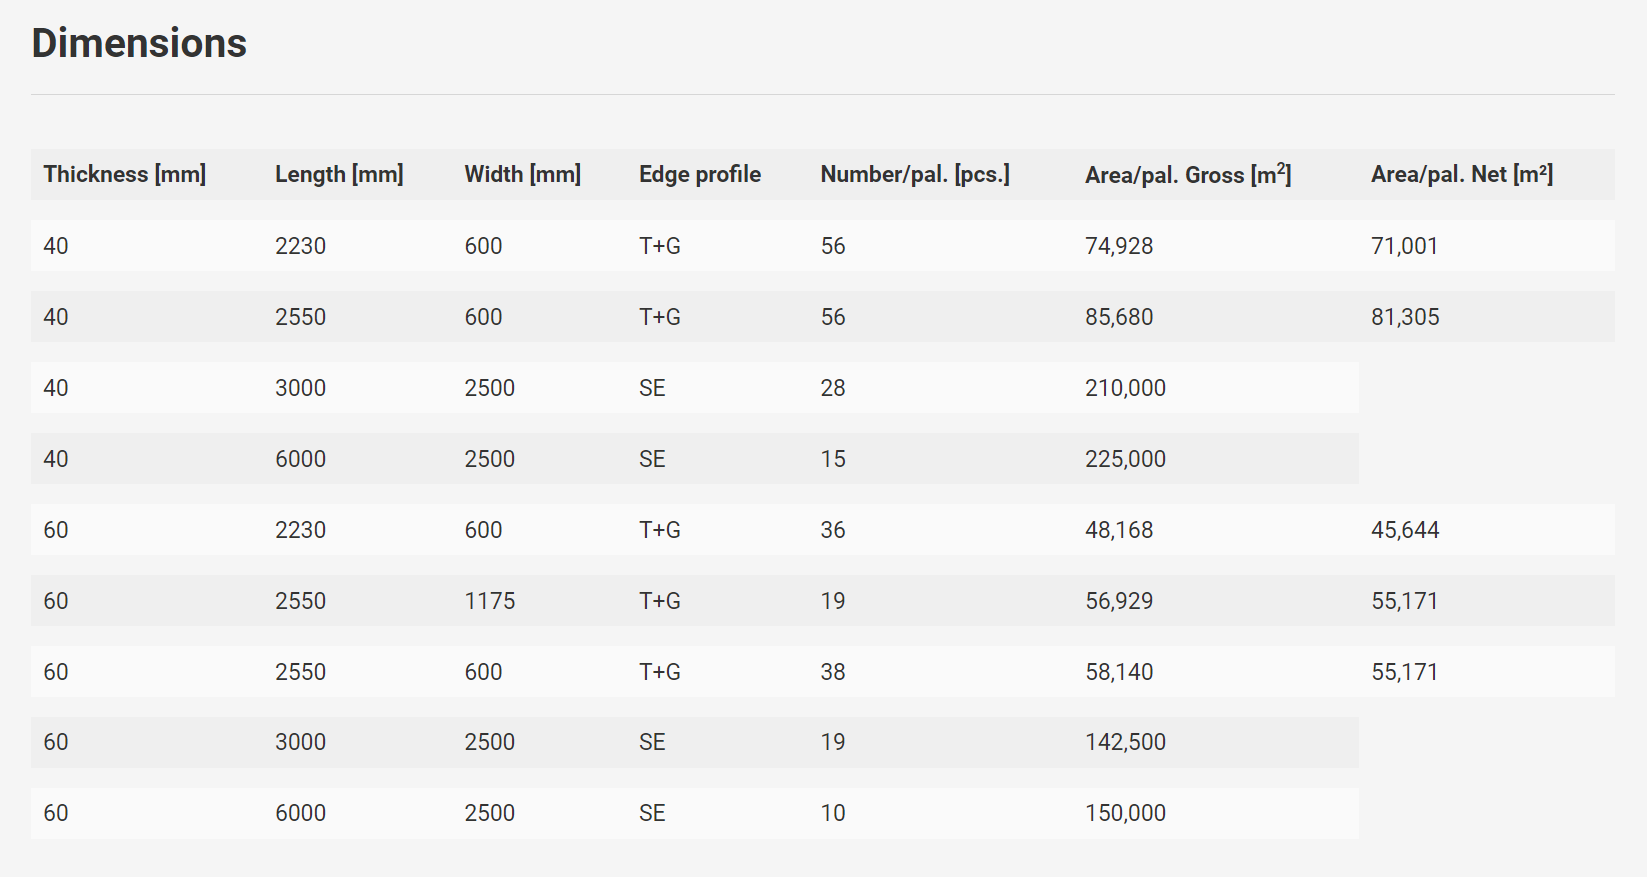 Dimensions
Thickness [mm] Length [mm] Width [mm] Edge profile Number/pal. [pcs.] Area/pal. Gross [m²] Area/pal. Net [m²]
40 2230 600 T+G 56 74,928 71,001
40 2550 600 T+G 56 85,680 81,305
40 3000 2500 SE 28 210,000
40 6000 2500 SE 15 225,000
60 2230 600 T+G 36 48,168 45,644
60 2550 1175 T+G 19 56,929 55,171
60 2550 600 T+G 38 58,140 55,171
60 3000 2500 SE 19 142,500
60 6000 2500 SE 10 150,000